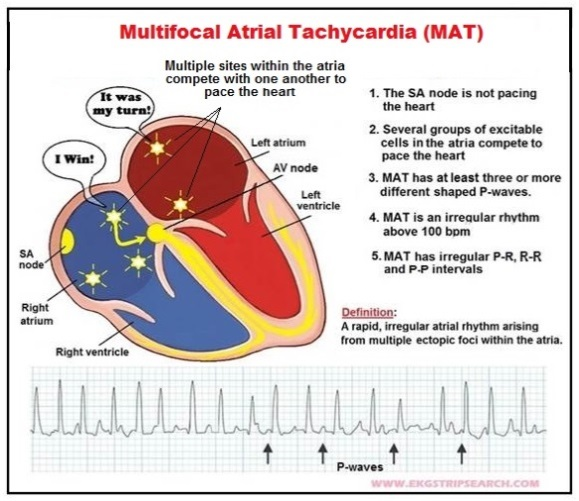 Multifocal Atrial Tachycardia (MAT)
Multiple sites within the atria
compete with one another to
pace the heart
It was
my turn!
I Win!
Left atrium
AV node
Left
ventricle
SA
node
Right
atrium
Right ventricle
1. The SA node is not pacing
the heart
2. Several groups of excitable
cells in the atria compete to
pace the heart
3. MAT has at least three or more
different shaped P-waves.
4. MAT is an irregular rhythm
above 100 bpm
5. MAT has irregular P-R, R-R
and P-P intervals
Definition:
A rapid, irregular atrial rhythm arising
from multiple ectopic foci within the atria.
P-waves
WWW.EKGSTRIPSEARCH.COM